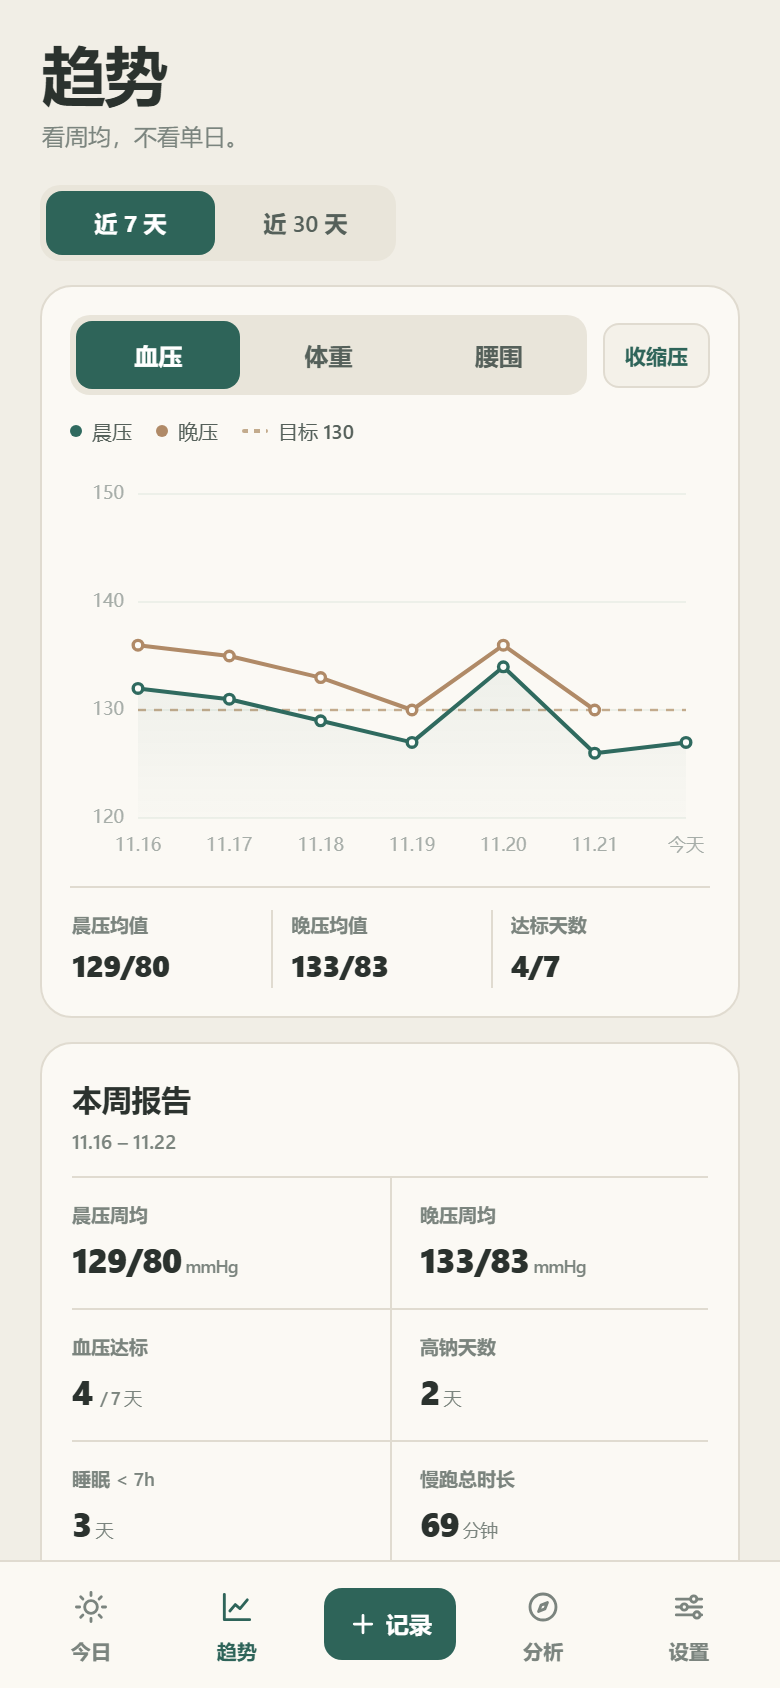 趋势
看周均，不看单日。
近 7 天 近 30 天
血压 体重 腰围 收缩压
晨压 晚压 目标 130
150
140
130
120
11.16 11.17 11.18 11.19 11.20 11.21 今天
晨压均值 晚压均值 达标天数
129/80 133/83 4/7
本周报告
11.16 – 11.22
晨压周均 晚压周均
129/80 mmHg 133/83 mmHg
血压达标 高钠天数
4 / 7 天 2 天
睡眠 < 7h 慢跑总时长
3 天 69 分钟
今日 趋势 + 记录 分析 设置